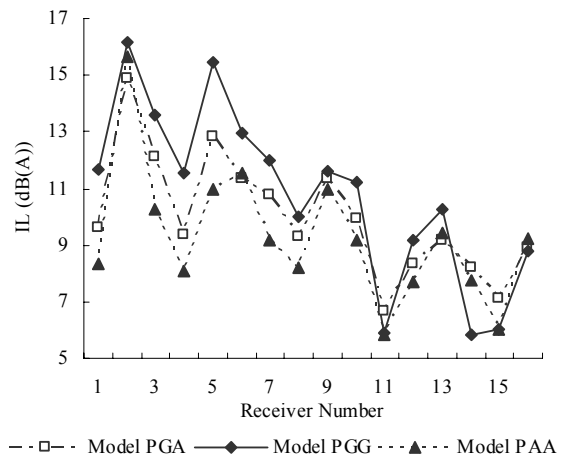 17
15
13
11
9
7
5
IL (dB(A))
1 3 5 7 9 11 13 15
Receiver Number
Model PGA Model PGG Model PAA